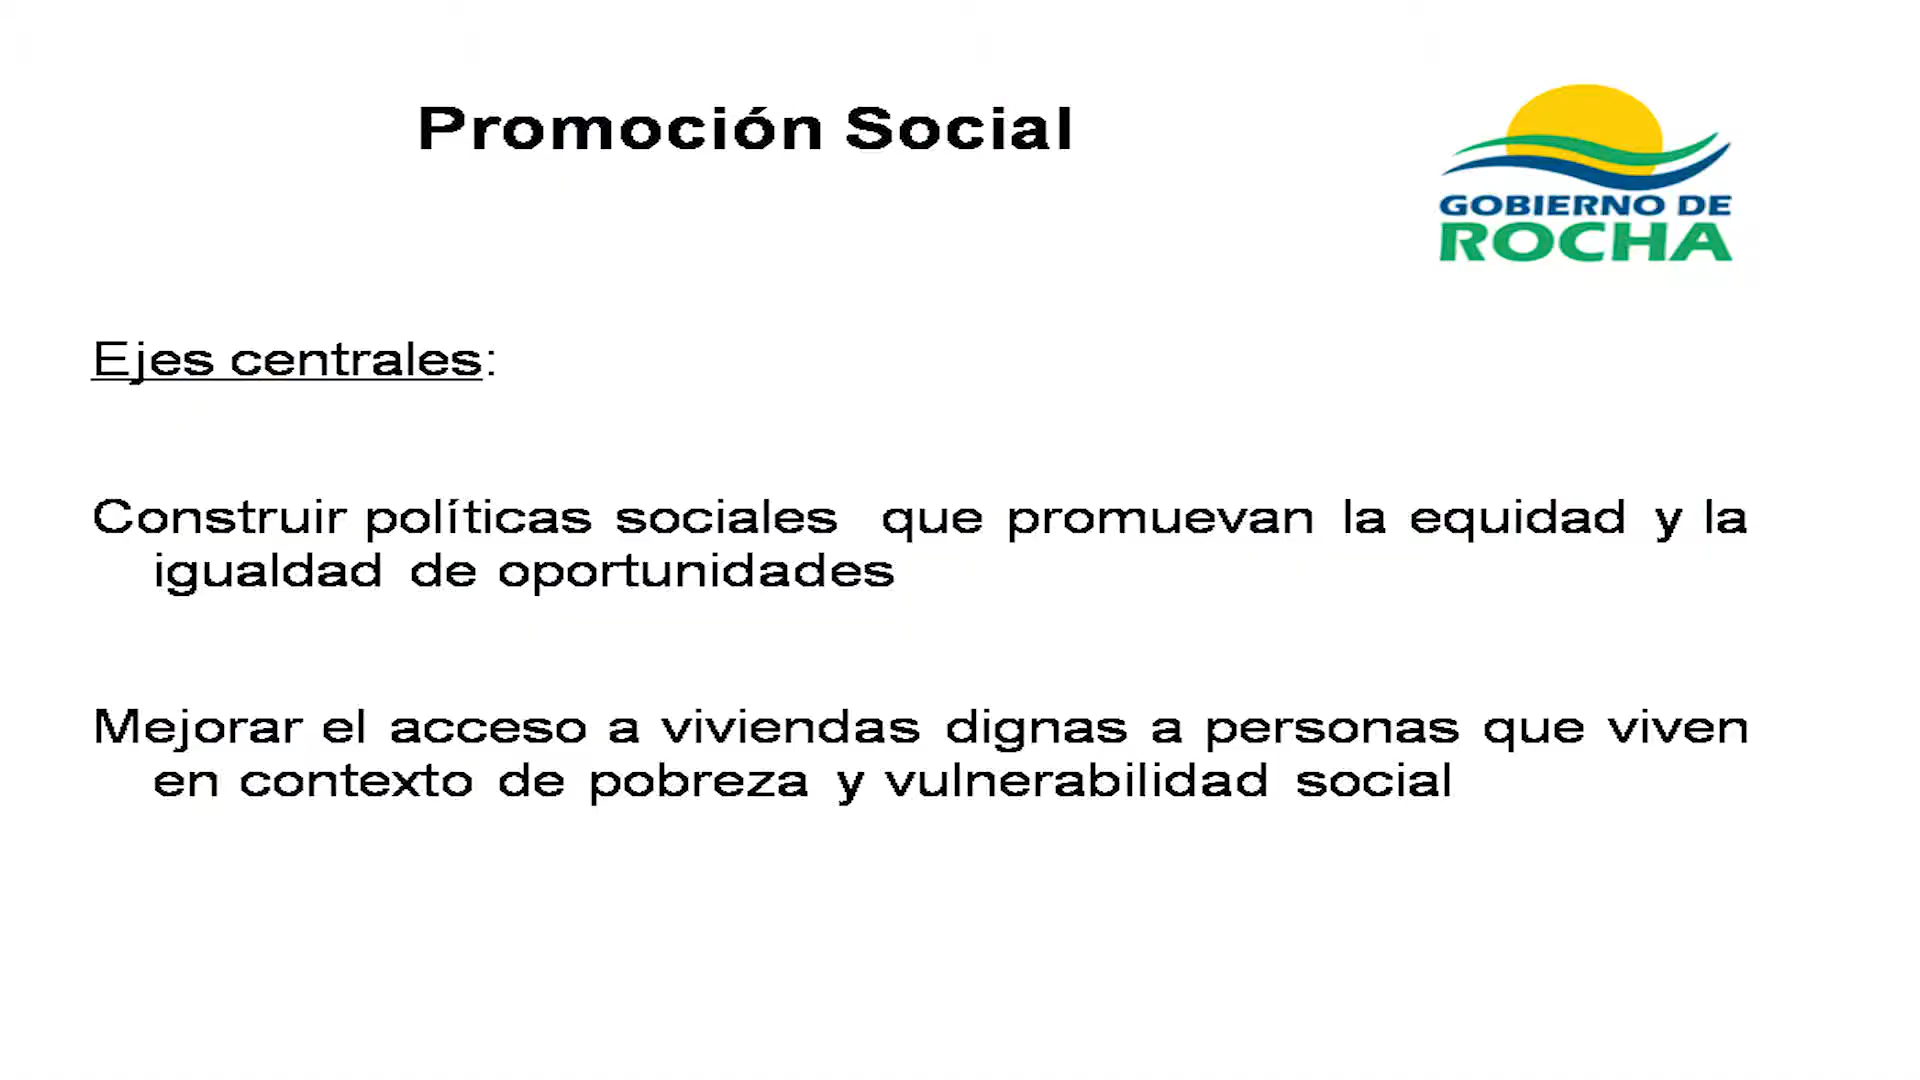 Promoción Social
GOBIERNO DE
ROCHA
Ejes centrales:
Construir políticas sociales que promuevan la equidad y la
igualdad de oportunidades
Mejorar el acceso a viviendas dignas a personas que viven
en contexto de pobreza y vulnerabilidad social